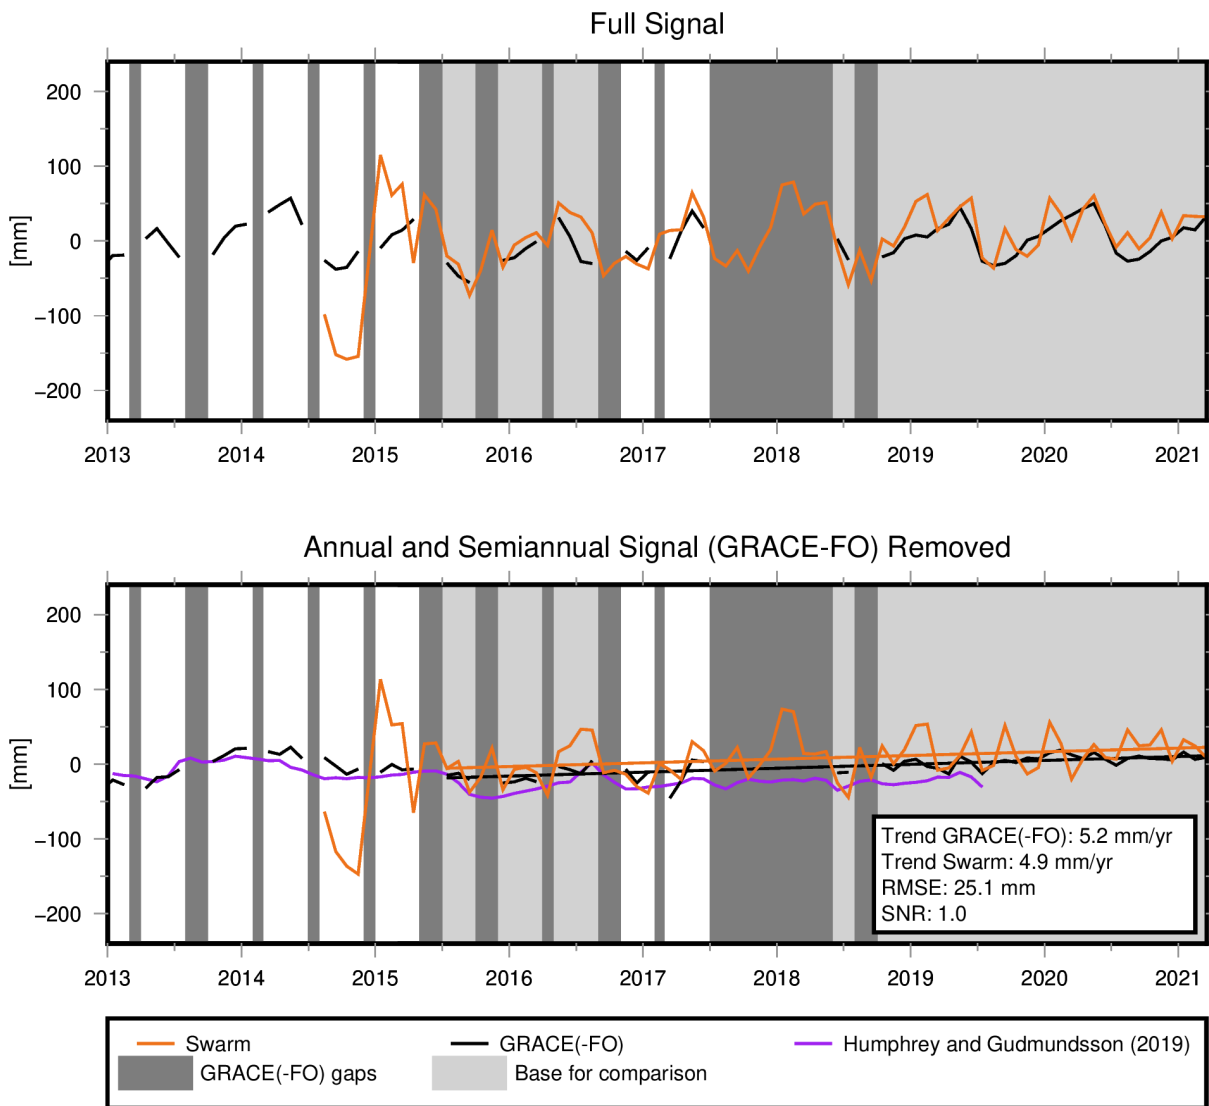 Full Signal
200
100
0
−100
−200
[mm]
2013 2014 2015 2016 2017 2018 2019 2020 2021
Annual and Semiannual Signal (GRACE-FO) Removed
200
100
0
−100
−200
[mm]
Trend GRACE(-FO): 5.2 mm/yr
Trend Swarm: 4.9 mm/yr
RMSE: 25.1 mm
SNR: 1.0
2013 2014 2015 2016 2017 2018 2019 2020 2021
Swarm GRACE(-FO) Humphrey and Gudmundsson (2019)
GRACE(-FO) gaps Base for comparison